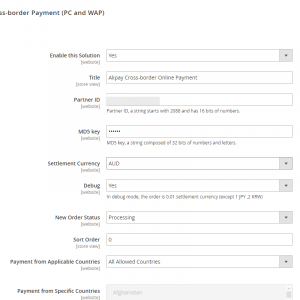 ss-border Payment (PC and WAP)
Enable this Solution Yes
[website]
Title Alipay Cross-border Online Payment
[store view]
Partner ID
[website]
Partner ID, a string starts with 2088 and has 16 bits of numbers.
MD5 key ••••••
[website]
MD5 key, a string composed of 32 bits of numbers and letters.
Settlement Currency AUD
[website]
Debug Yes
[website]
In debug mode, the order is 0.01 settlement currency (except 1 JPY ,2 KRW)
New Order Status Processing
[website]
Sort Order 0
[store view]
Payment from Applicable Countries All Allowed Countries
[website]
Payment from Specific Countries Afghanistan
[website]